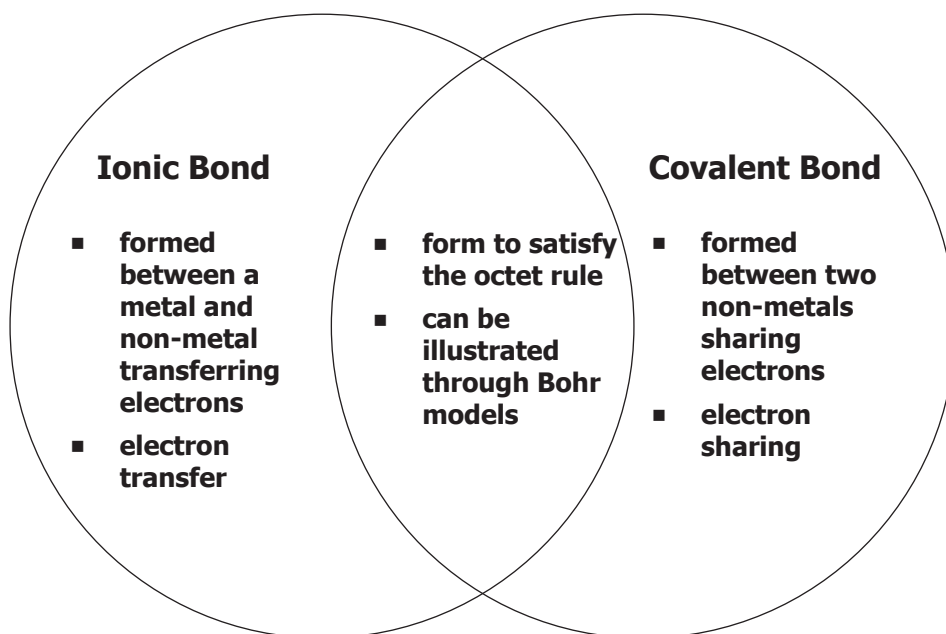 Ionic Bond
▪ formed
between a
metal and
non-metal
transferring
electrons
▪ electron
transfer
▪ form to satisfy
the octet rule
▪ can be
illustrated
through Bohr
models
Covalent Bond
▪ formed
between two
non-metals
sharing
electrons
▪ electron
sharing